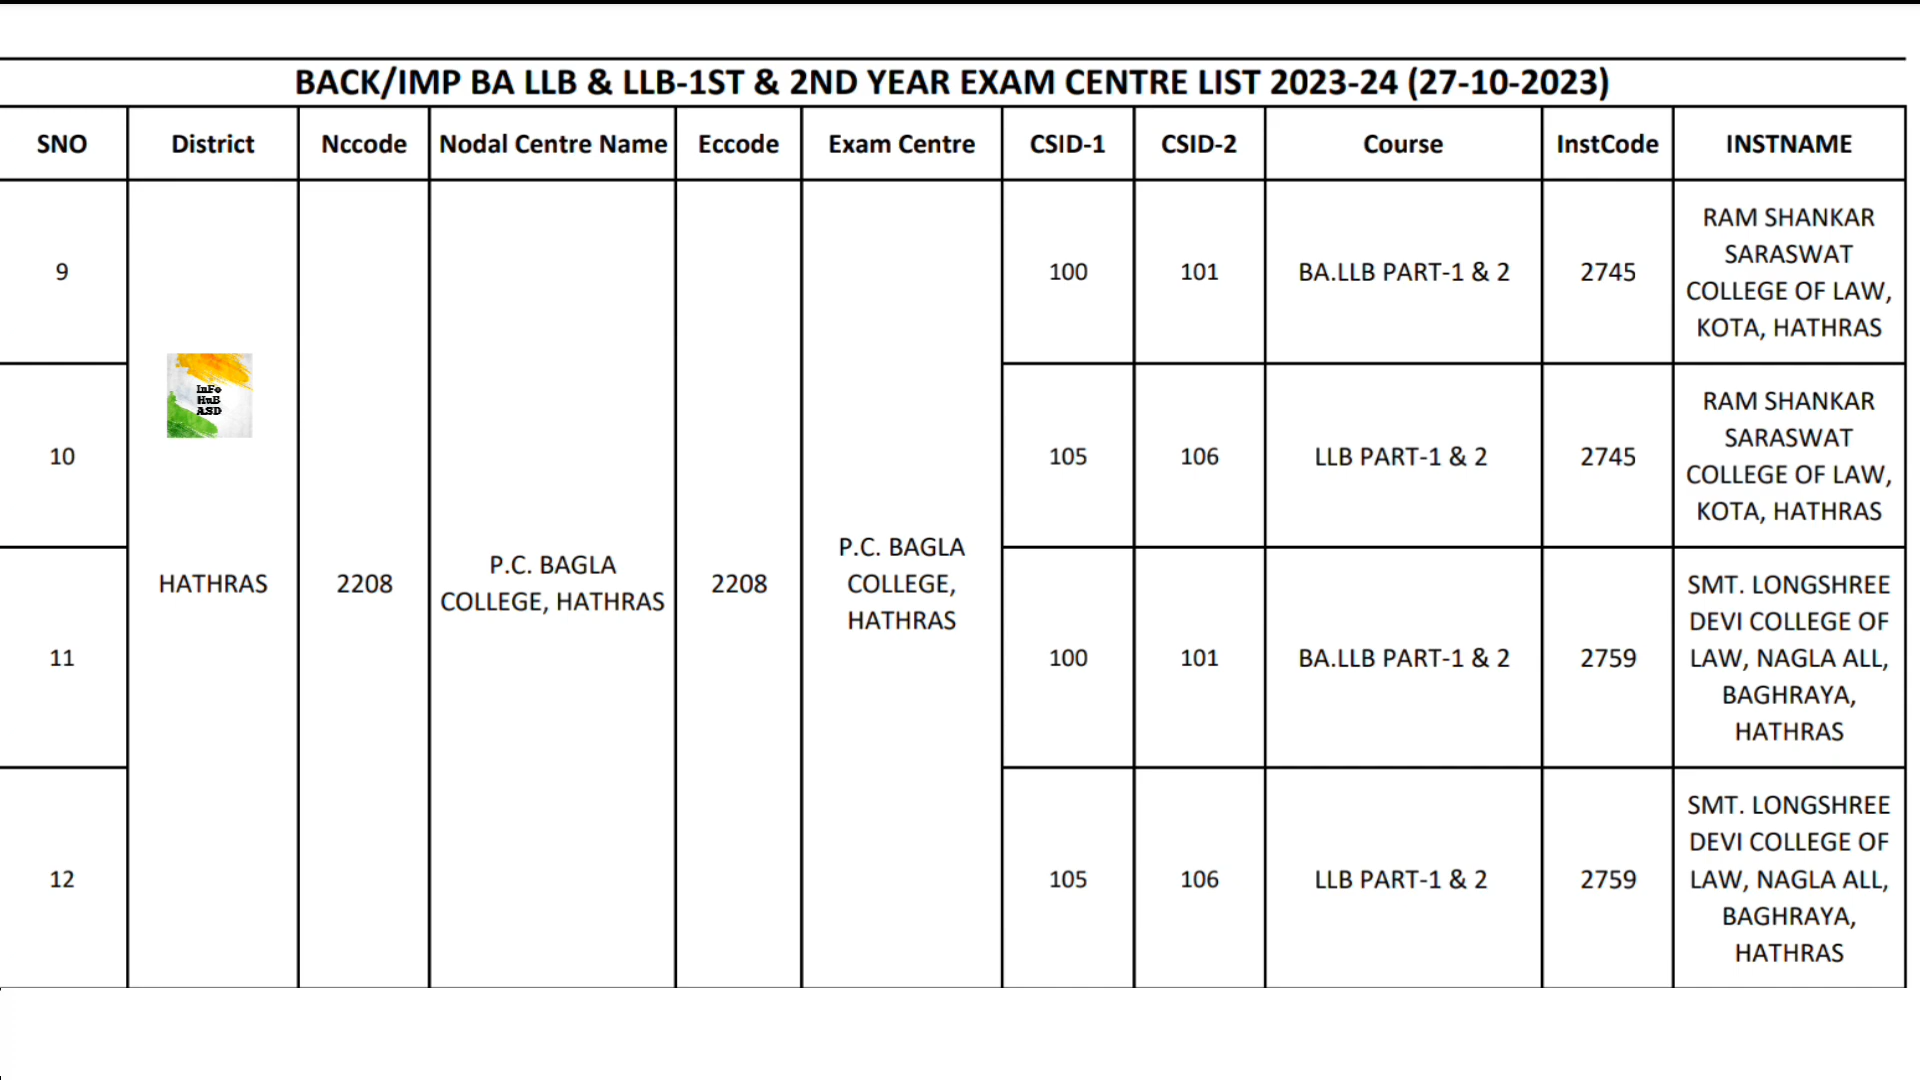 BACK/IMP BA LLB & LLB-1ST & 2ND YEAR EXAM CENTRE LIST 2023-24 (27-10-2023)
SNO District Nccode Nodal Centre Name Eccode Exam Centre CSID-1 CSID-2 Course InstCode INSTNAME
9
HATHRAS
2208
P.C. BAGLA
COLLEGE, HATHRAS
2208
P.C. BAGLA
COLLEGE,
HATHRAS
100 101 BA.LLB PART-1 & 2 2745
RAM SHANKAR
SARASWAT
COLLEGE OF LAW,
KOTA, HATHRAS
10
105 106 LLB PART-1 & 2 2745
RAM SHANKAR
SARASWAT
COLLEGE OF LAW,
KOTA, HATHRAS
11
100 101 BA.LLB PART-1 & 2 2759
SMT. LONGSHREE
DEVI COLLEGE OF
LAW, NAGLA ALL,
BAGHRAYA,
HATHRAS
12
105 106 LLB PART-1 & 2 2759
SMT. LONGSHREE
DEVI COLLEGE OF
LAW, NAGLA ALL,
BAGHRAYA,
HATHRAS
InFo
HuB
ASD